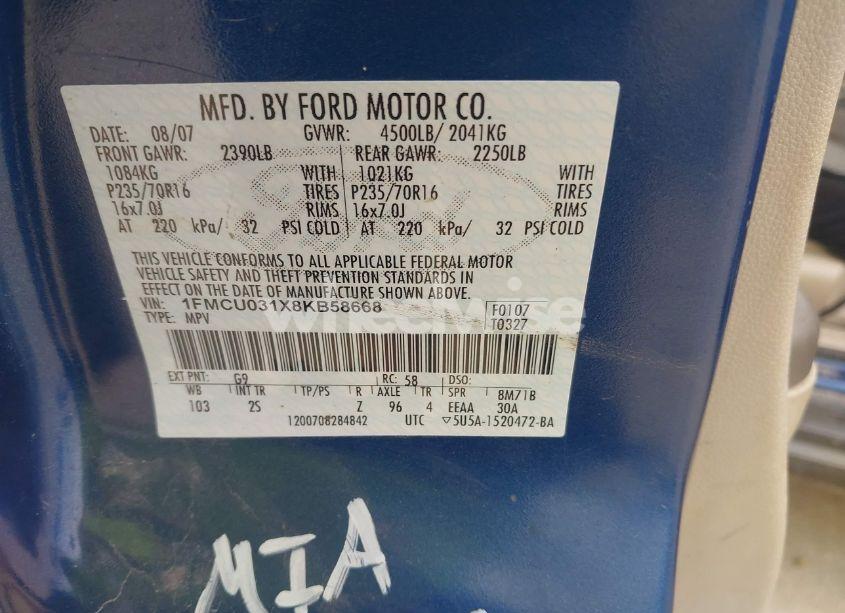 MFD. BY FORD MOTOR CO.
DATE: 08/07 GVWR: 4500LB/ 2041KG
FRONT GAWR: 2390LB REAR GAWR: 2250LB
1084KG WITH 1021KG WITH
P235/70R16 TIRES P235/70R16 TIRES
16x7.0J RIMS 16x7.0J RIMS
AT 220 kPa/ 32 PSI COLD AT 220 kPa/ 32 PSI COLD
THIS VEHICLE CONFORMS TO ALL APPLICABLE FEDERAL MOTOR
VEHICLE SAFETY AND THEFT PREVENTION STANDARDS IN
EFFECT ON THE DATE OF MANUFACTURE SHOWN ABOVE.
VIN: 1FMCU031X8KB58668 F0107
TYPE: MPV T0327
wheelwise
EXT PNT: G9 RC: 58 DSO:
WB INT TR TP/PS R AXLE TR SPR 8M71B
103 2S Z 96 4 EEAA 30A
1200708284842 UTC ▽5U5A-1520472-BA
MIA